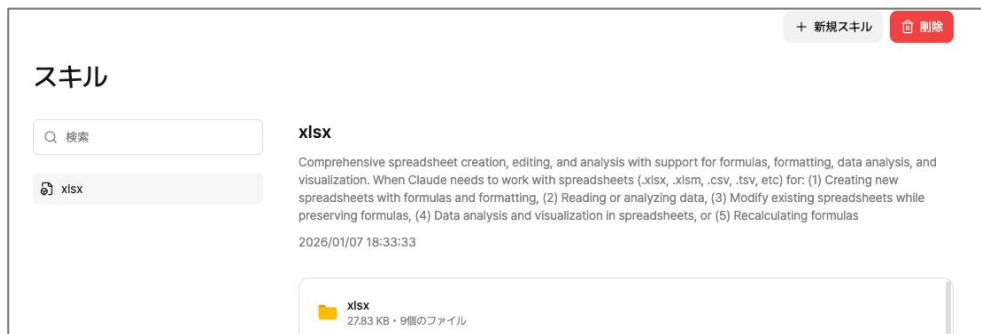 + 新規スキル
削除
スキル
検索
xlsx
xlsx
Comprehensive spreadsheet creation, editing, and analysis with support for formulas, formatting, data analysis, and
visualization. When Claude needs to work with spreadsheets (.xlsx, .xlsm, .csv, .tsv, etc) for: (1) Creating new
spreadsheets with formulas and formatting, (2) Reading or analyzing data, (3) Modify existing spreadsheets while
preserving formulas, (4) Data analysis and visualization in spreadsheets, or (5) Recalculating formulas
2026/01/07 18:33:33
xlsx
27.83 KB・9個のファイル